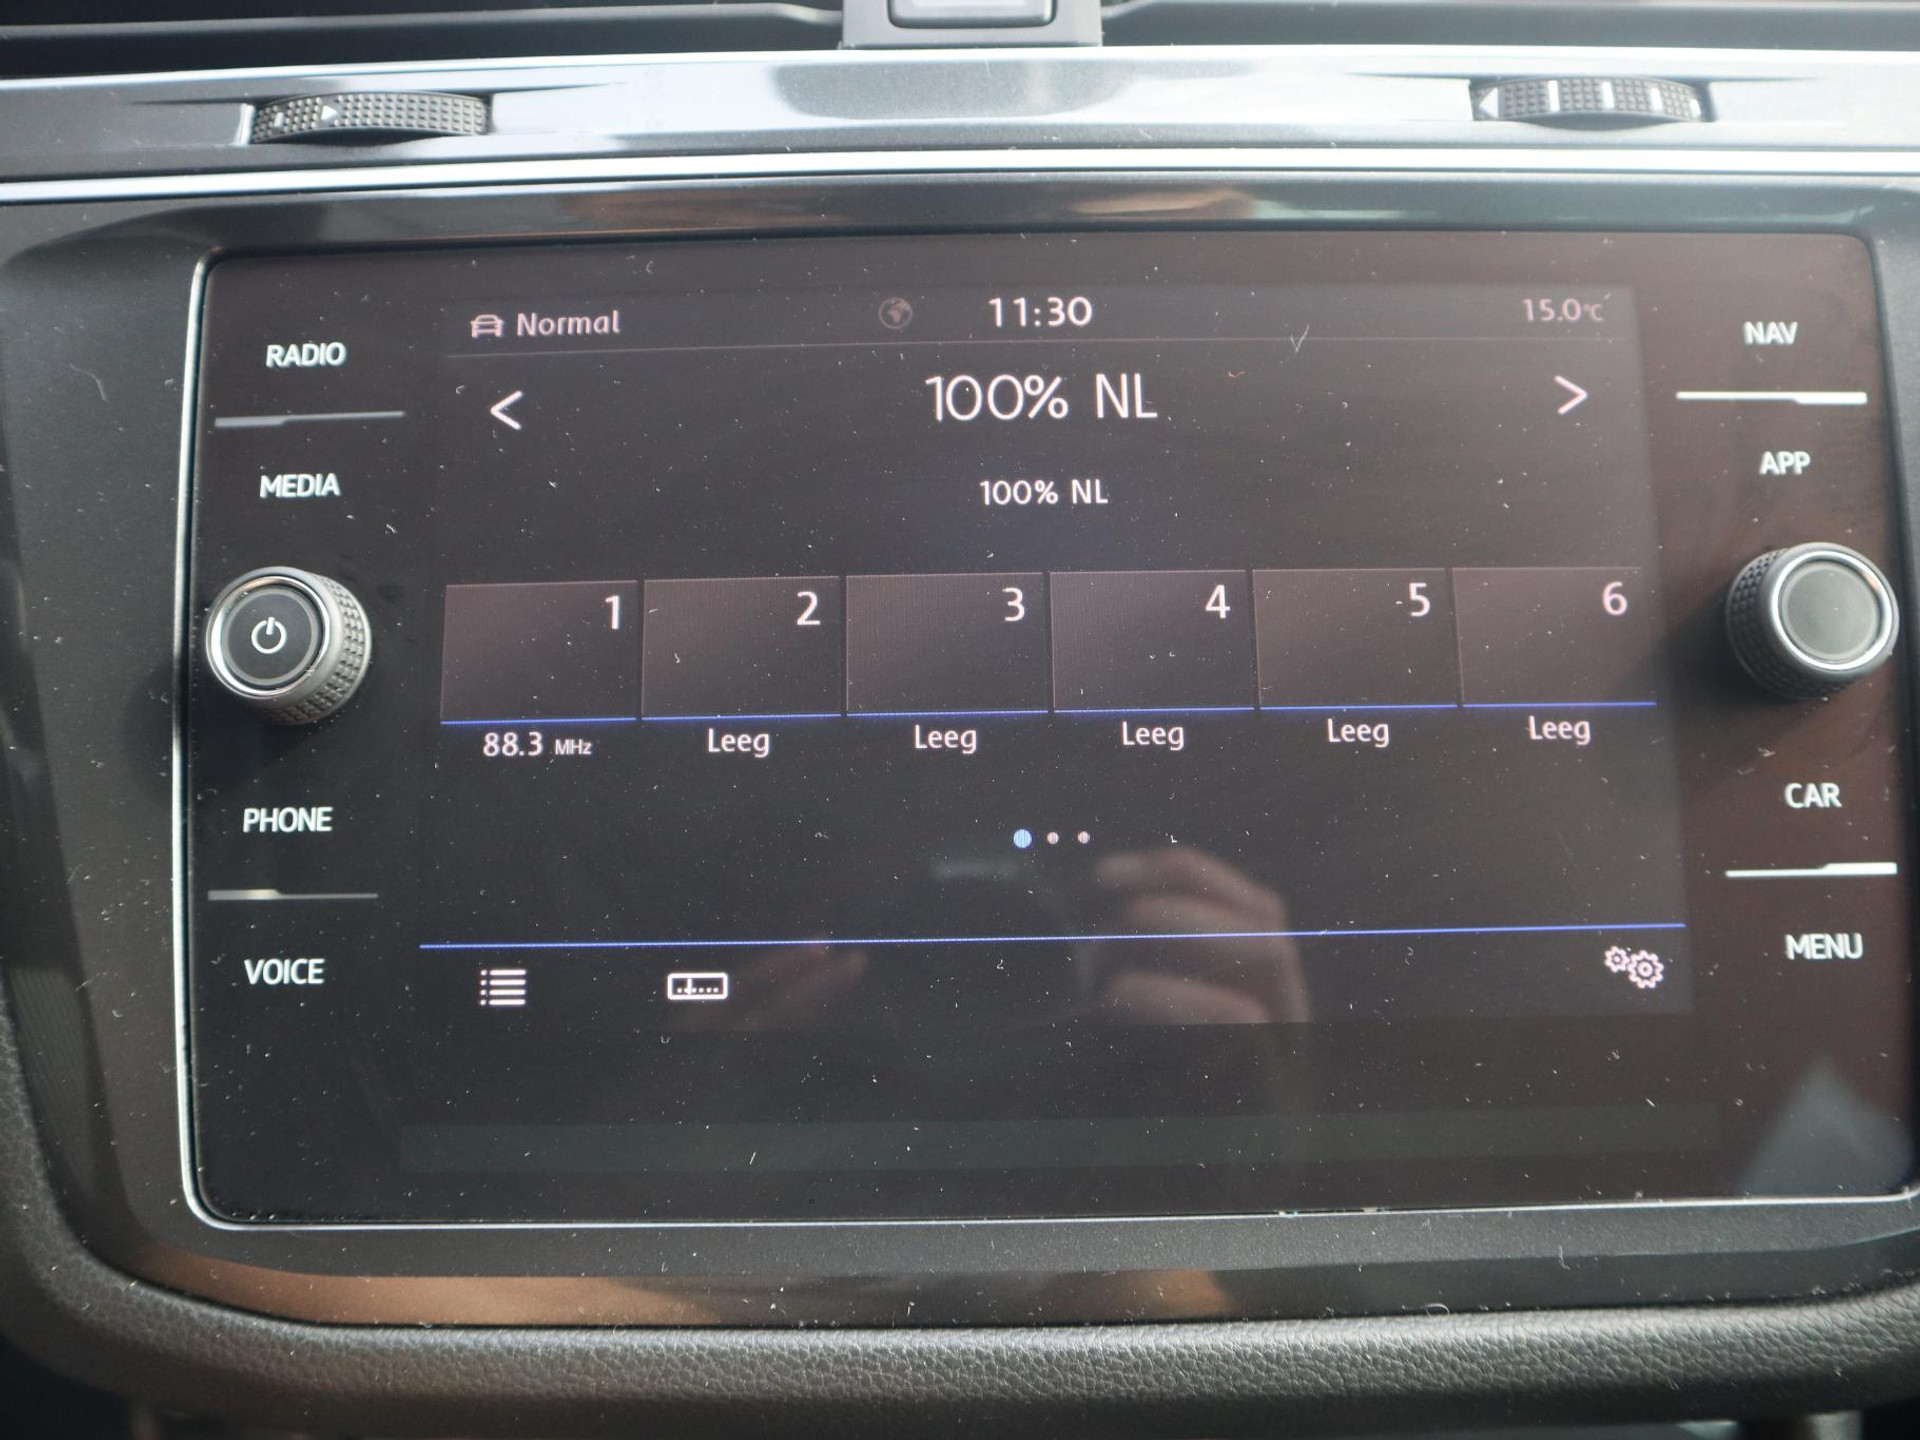 Normal 11:30 15.0°C
RADIO
NAV
< 100% NL >
MEDIA
APP
100% NL
1 2 3 4 5 6
88.3 MHz Leeg Leeg Leeg Leeg Leeg
PHONE
CAR
VOICE
MENU